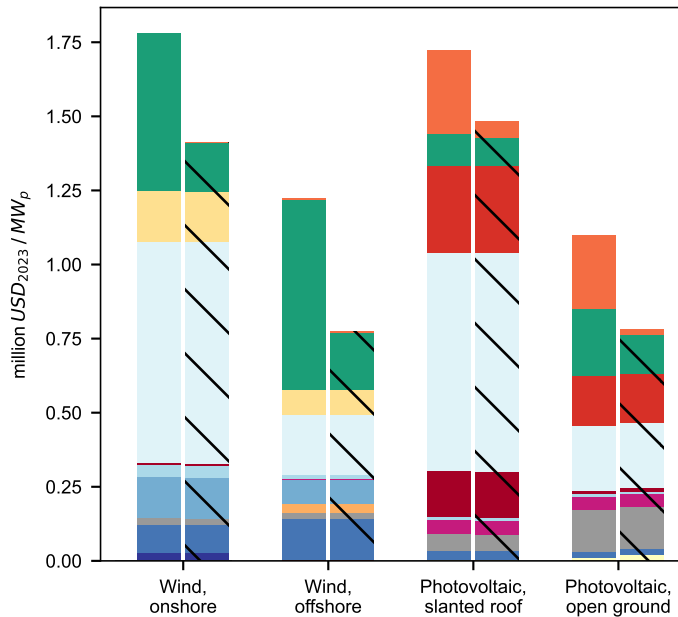 1.75
1.50
1.25
1.00
0.75
0.50
0.25
0.00
million USD2023 / MWp
Wind,
onshore
Wind,
offshore
Photovoltaic,
slanted roof
Photovoltaic,
open ground